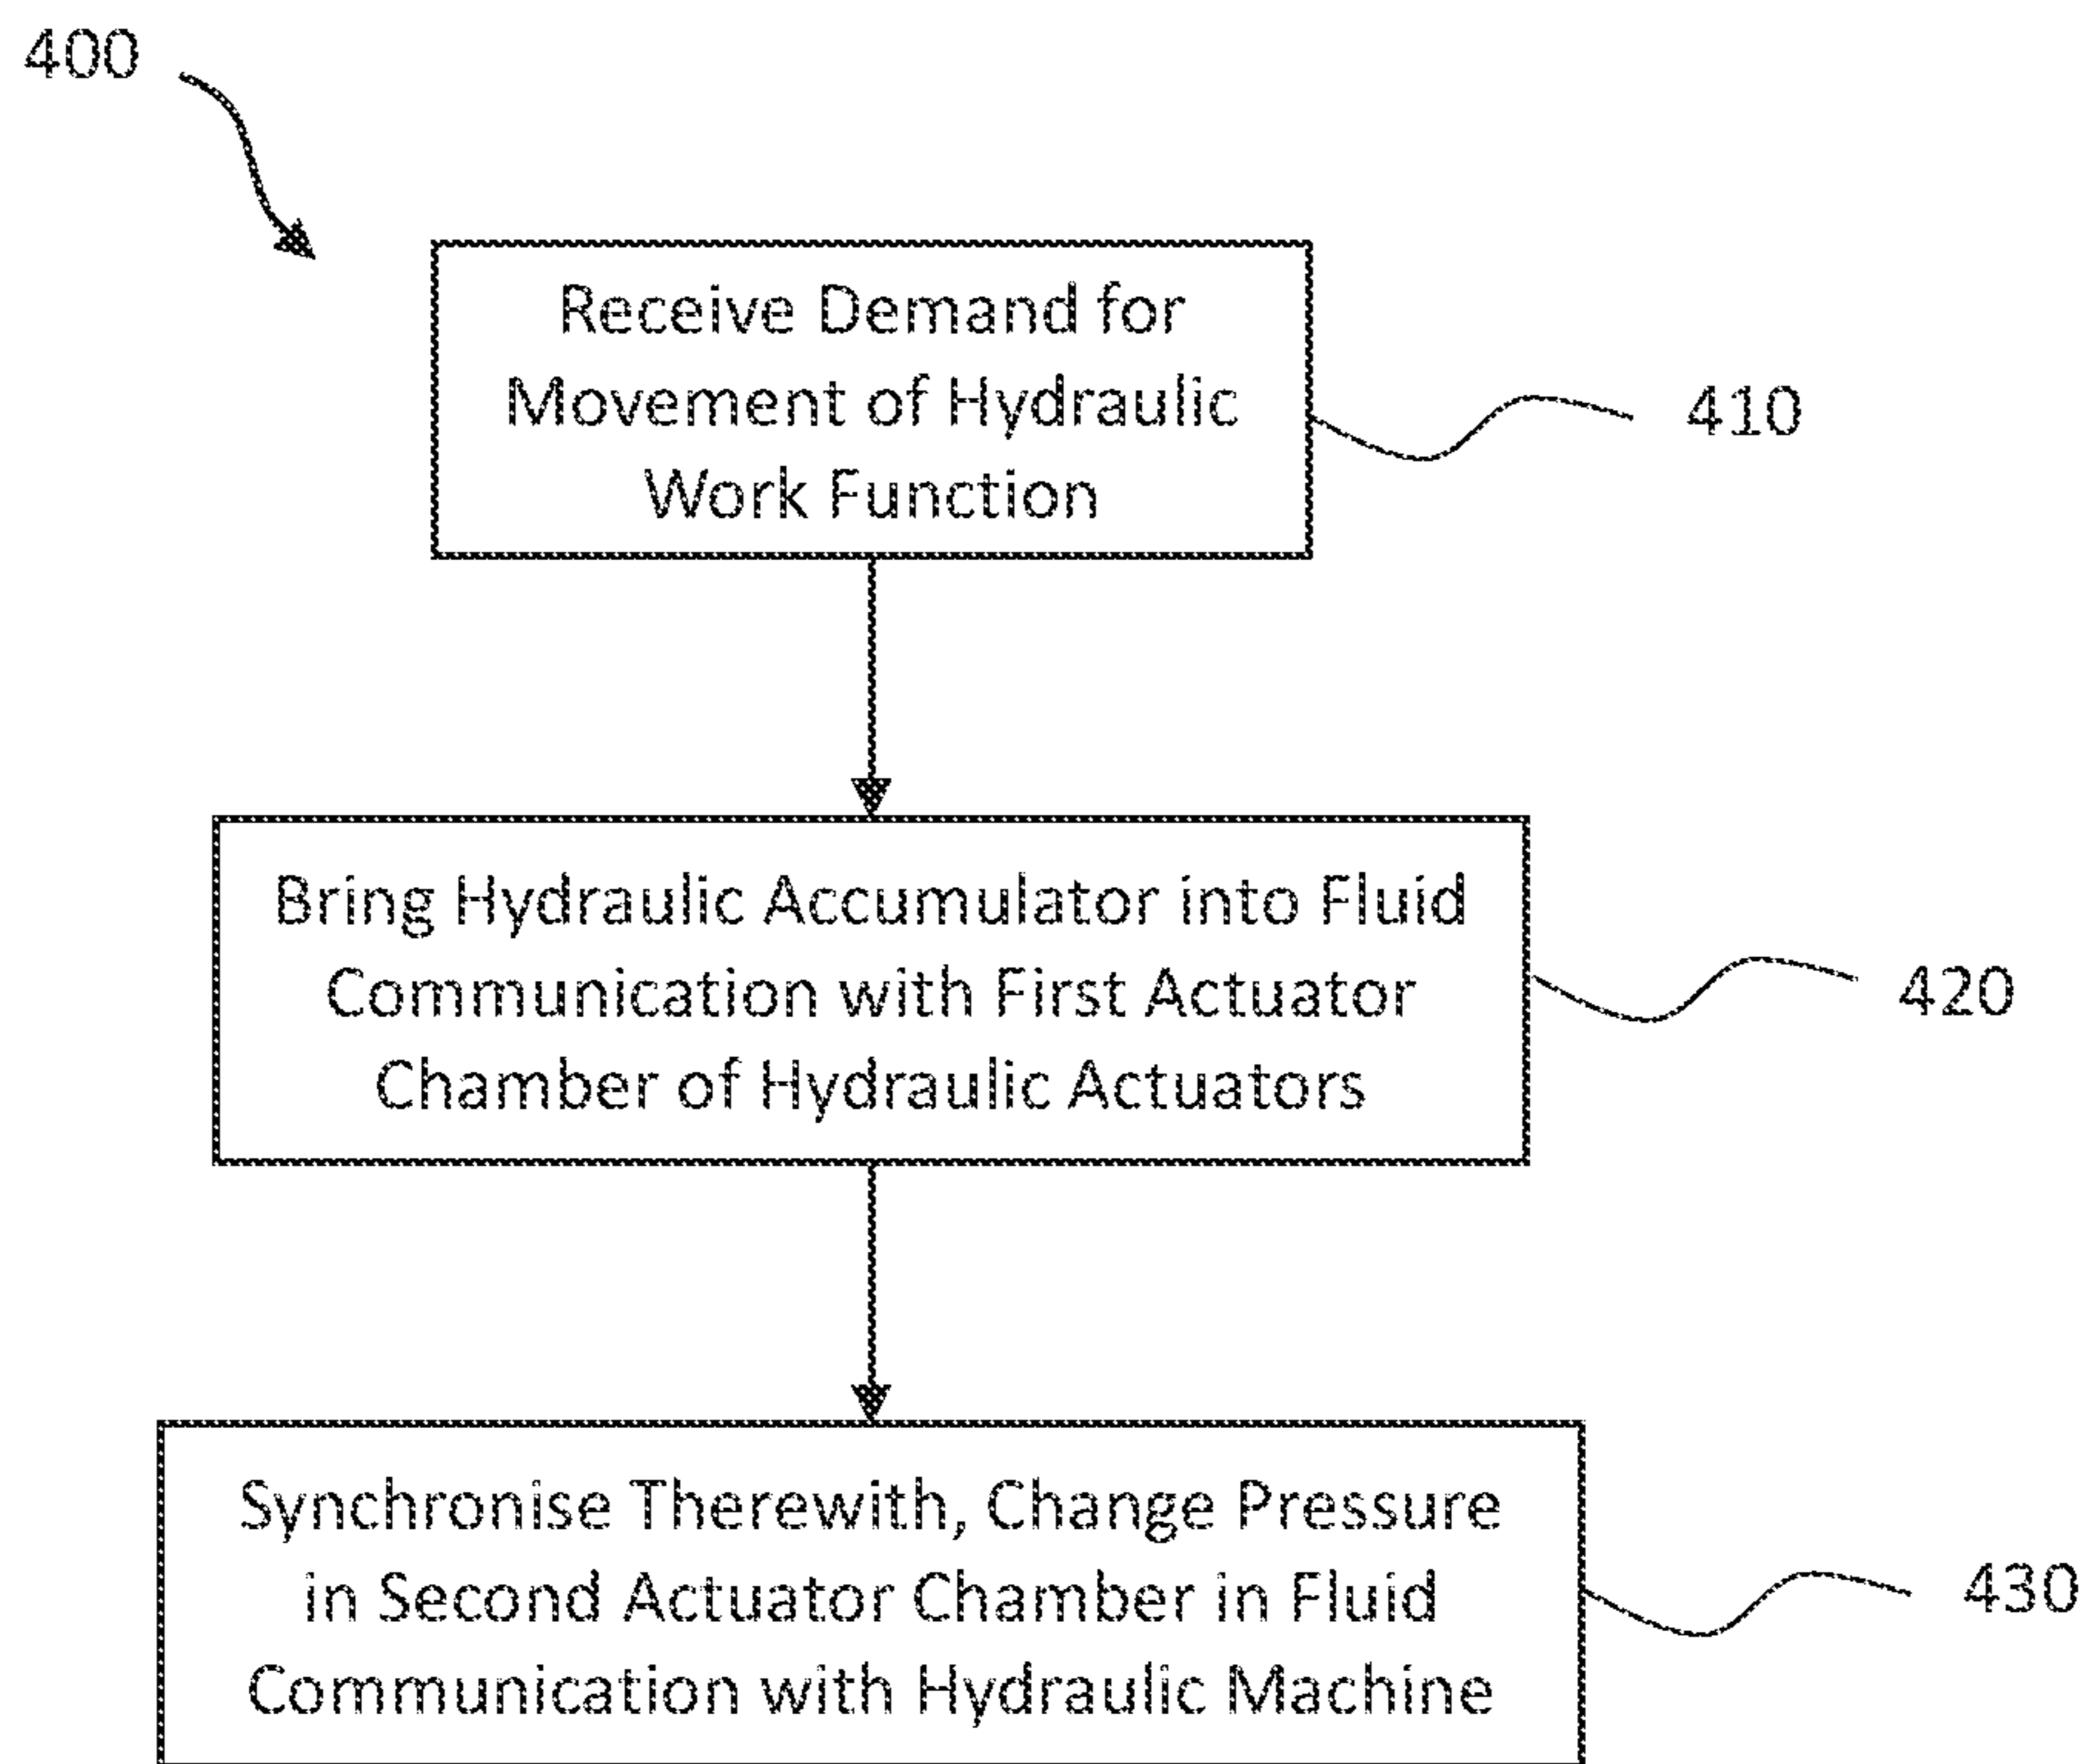 400
Receive Demand for
Movement of Hydraulic
Work Function
410
Bring Hydraulic Accumulator into Fluid
Communication with First Actuator
Chamber of Hydraulic Actuators
420
Synchronise Therewith, Change Pressure
in Second Actuator Chamber in Fluid
Communication with Hydraulic Machine
430